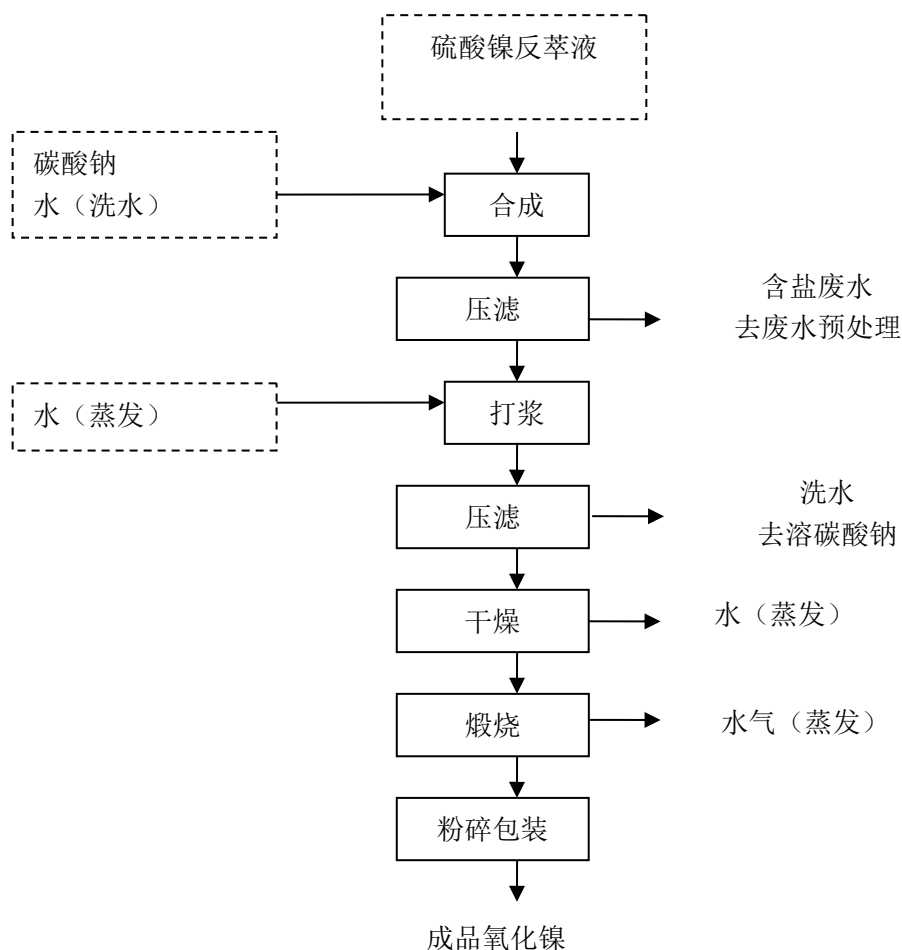 硫酸镍反萃液
碳酸钠
水（洗水）
合成
压滤
含盐废水
去废水预处理
水（蒸发）
打浆
压滤
洗水
去溶碳酸钠
干燥
水（蒸发）
煅烧
水气（蒸发）
粉碎包装
成品氧化镍